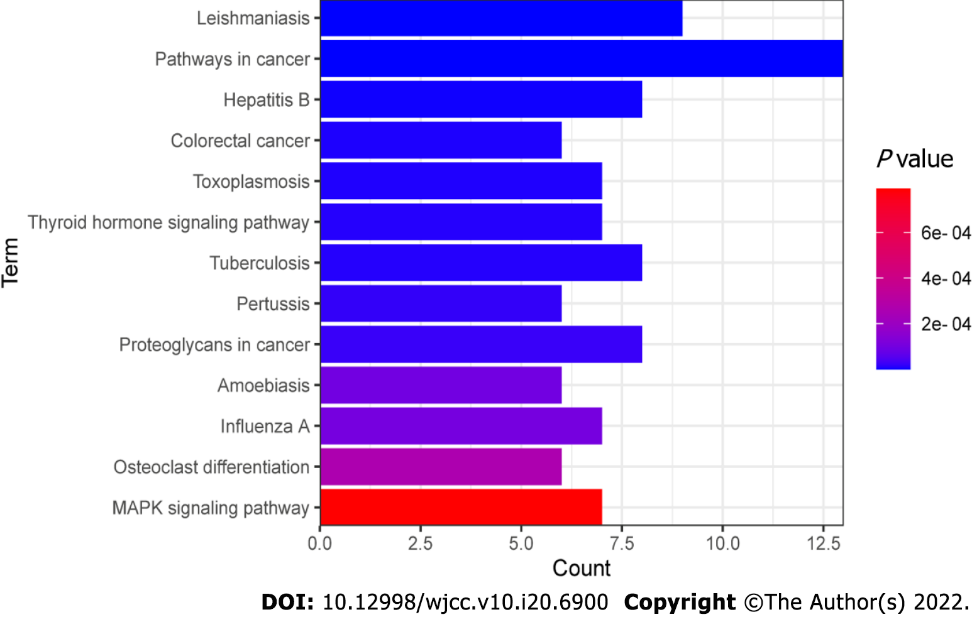 Leishmaniasis
Pathways in cancer
Hepatitis B
Colorectal cancer
Toxoplasmosis
Thyroid hormone signaling pathway
Tuberculosis
Pertussis
Proteoglycans in cancer
Amoebiasis
Influenza A
Osteoclast differentiation
MAPK signaling pathway
Term
0.0 2.5 5.0 7.5 10.0 12.5
Count
P value
6e- 04
4e- 04
2e- 04
DOI: 10.12998/wjcc.v10.i20.6900 Copyright ©The Author(s) 2022.